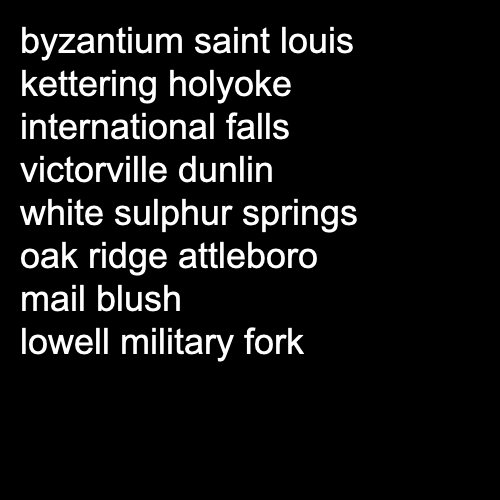 byzantium saint louis
kettering holyoke
international falls
victorville dunlin
white sulphur springs
oak ridge attleboro
mail blush
lowell military fork